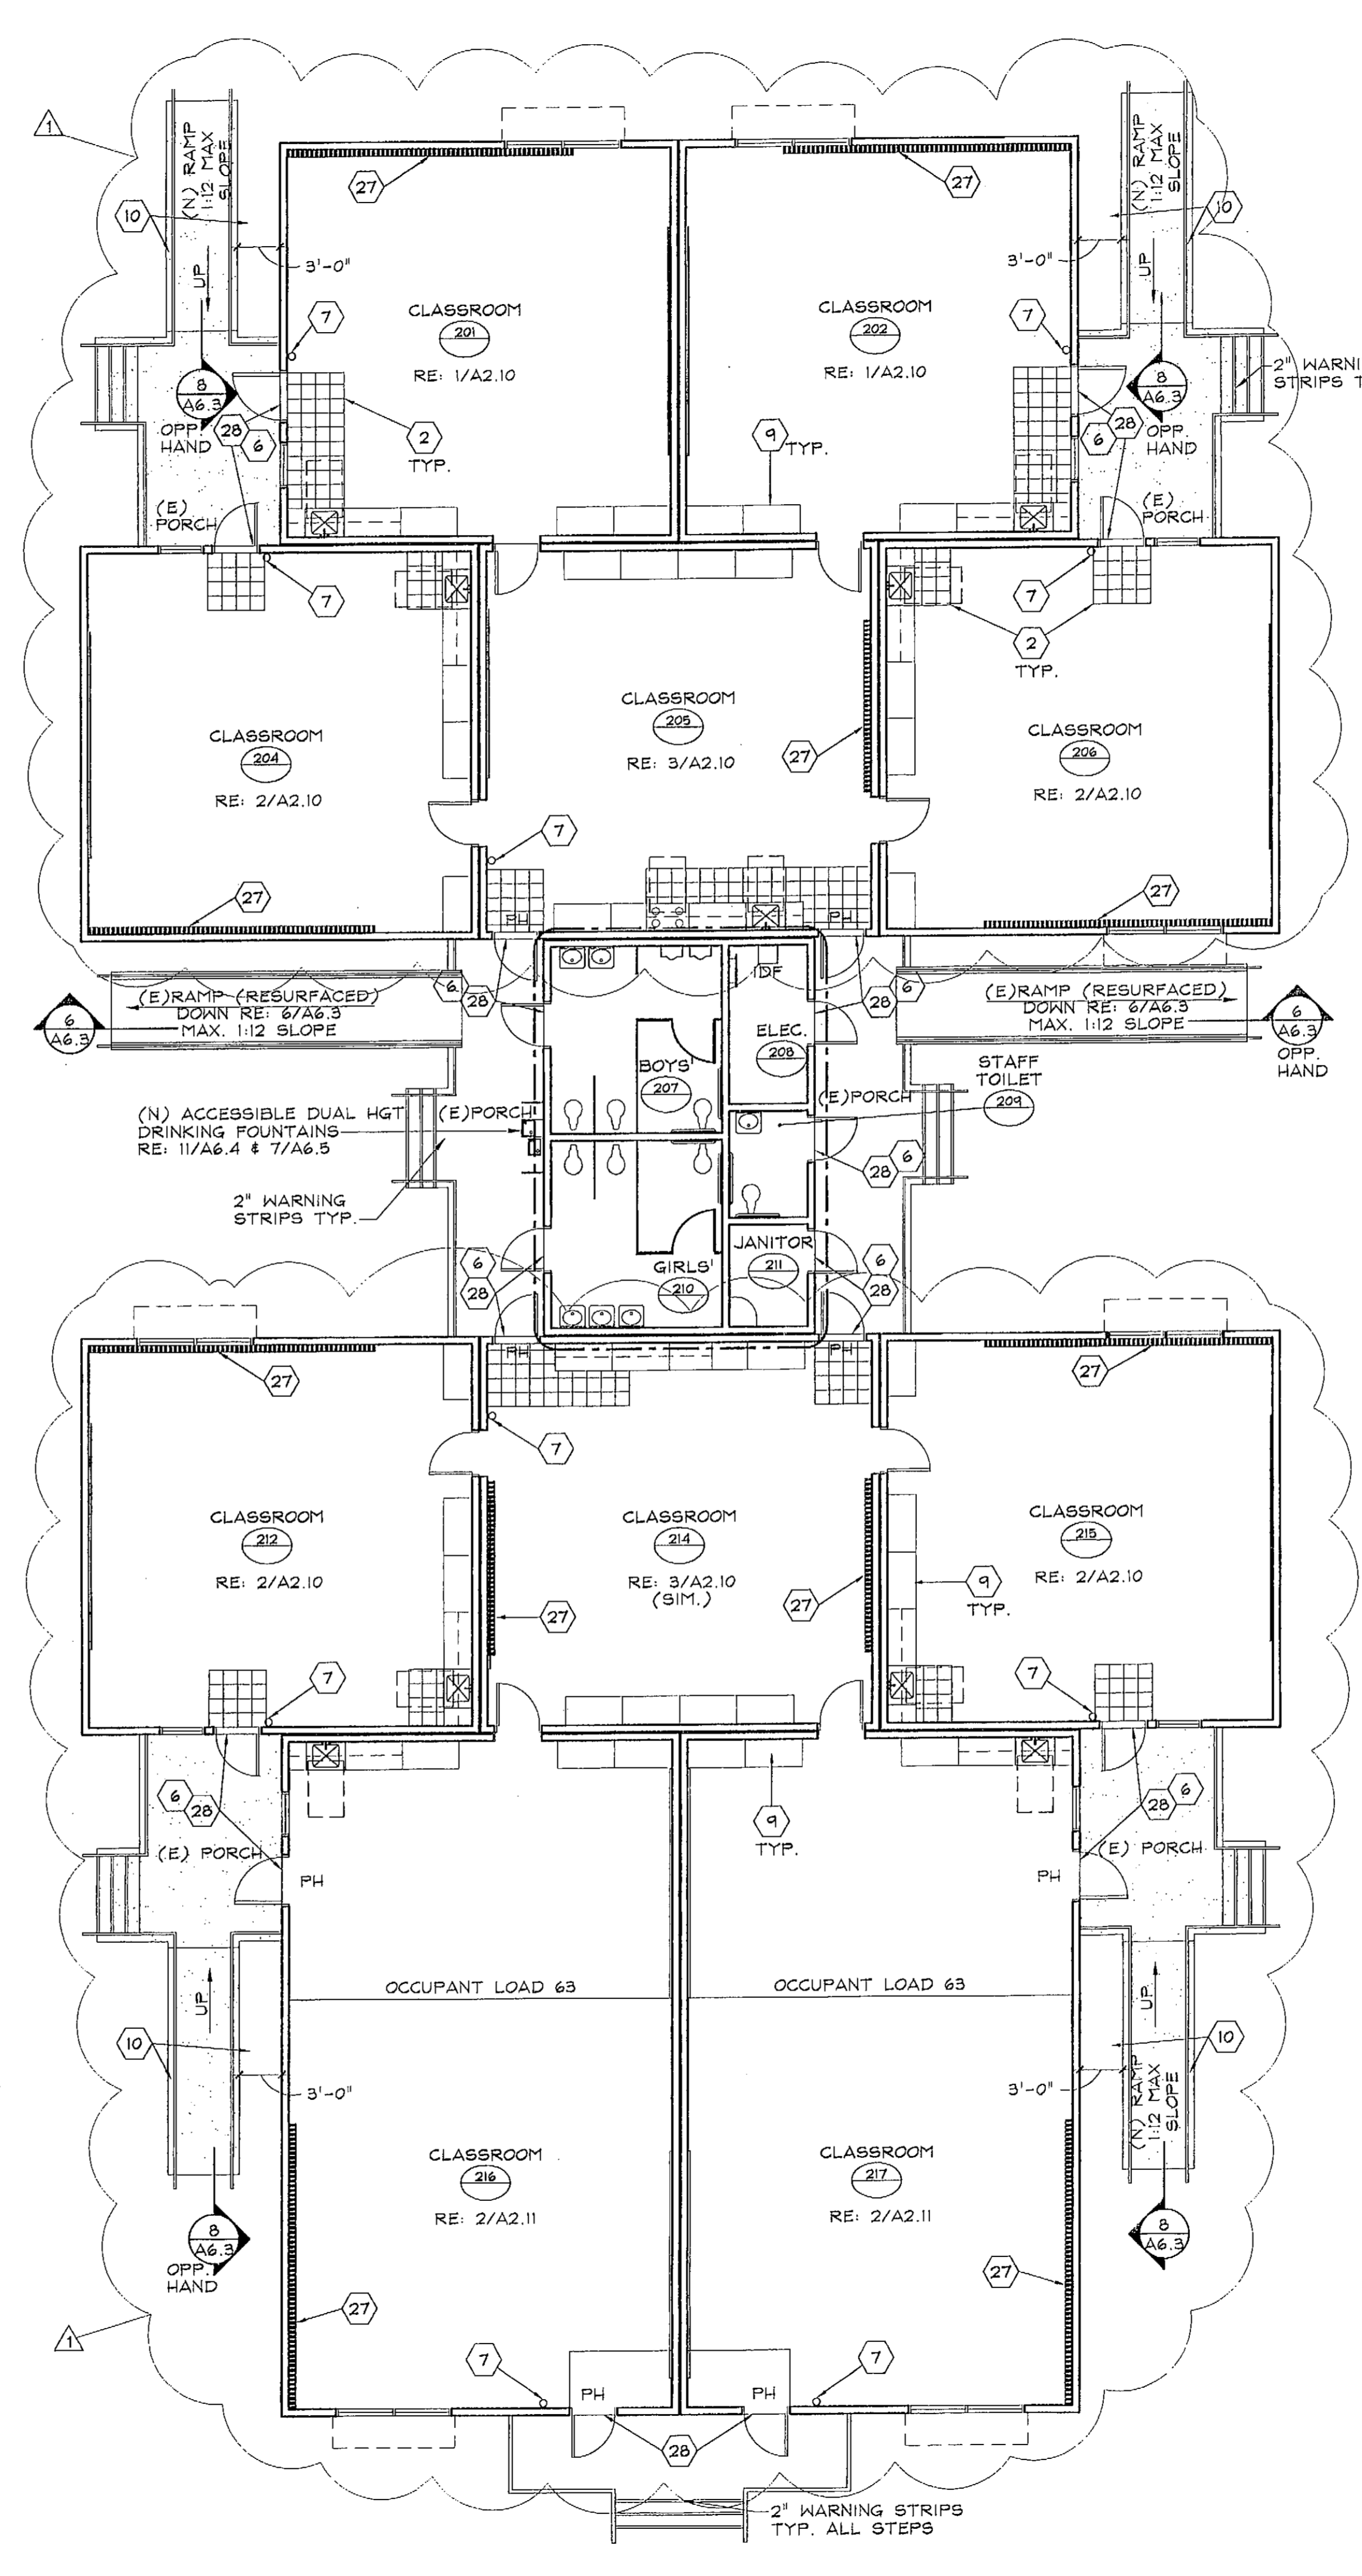 1
(N) RAMP
1:12 MAX
SLOPE
UP
10
27
27
(N) RAMP
1:12 MAX
SLOPE
UP
10
3'-0"
3'-0"
7
CLASSROOM
201
RE: 1/A2.10
CLASSROOM
202
RE: 1/A2.10
7
2" WARNI
STRIPS T
8
A6.3
OPP.
HAND
28
6
2
TYP.
9
TYP.
8
A6.3
28
6
OPP.
HAND
(E)
PORCH
(E)
PORCH
7
7
2
TYP.
CLASSROOM
204
RE: 2/A2.10
CLASSROOM
205
RE: 3/A2.10
27
CLASSROOM
206
RE: 2/A2.10
7
27
27
PH
PH
6
28
IDF
6
28
(E)RAMP (RESURFACED)
DOWN RE: 6/A6.3
MAX. 1:12 SLOPE
6
A6.3
(E)RAMP (RESURFACED)
DOWN RE: 6/A6.3
MAX. 1:12 SLOPE
6
A6.3
OPP.
HAND
ELEC.
208
BOYS'
207
STAFF
TOILET
209
(N) ACCESSIBLE DUAL HGT
DRINKING FOUNTAINS
RE: 11/A6.4 & 7/A6.5
(E)PORCH
(E)PORCH
6
28
2" WARNING
STRIPS TYP.
JANITOR
211
GIRLS'
210
6
28
6
28
PH
PH
27
27
7
CLASSROOM
212
RE: 2/A2.10
CLASSROOM
214
RE: 3/A2.10
(SIM.)
CLASSROOM
215
RE: 2/A2.10
27
27
9
TYP.
7
7
6
28
9
TYP.
6
28
(E) PORCH
(E) PORCH
PH
PH
OCCUPANT LOAD 63
OCCUPANT LOAD 63
UP
UP
10
10
3'-0"
3'-0"
(N) RAMP
1:12 MAX
SLOPE
CLASSROOM
216
RE: 2/A2.11
CLASSROOM
217
RE: 2/A2.11
8
A6.3
OPP.
HAND
8
A6.3
27
27
1
7
7
PH
PH
28
2" WARNING STRIPS
TYP. ALL STEPS